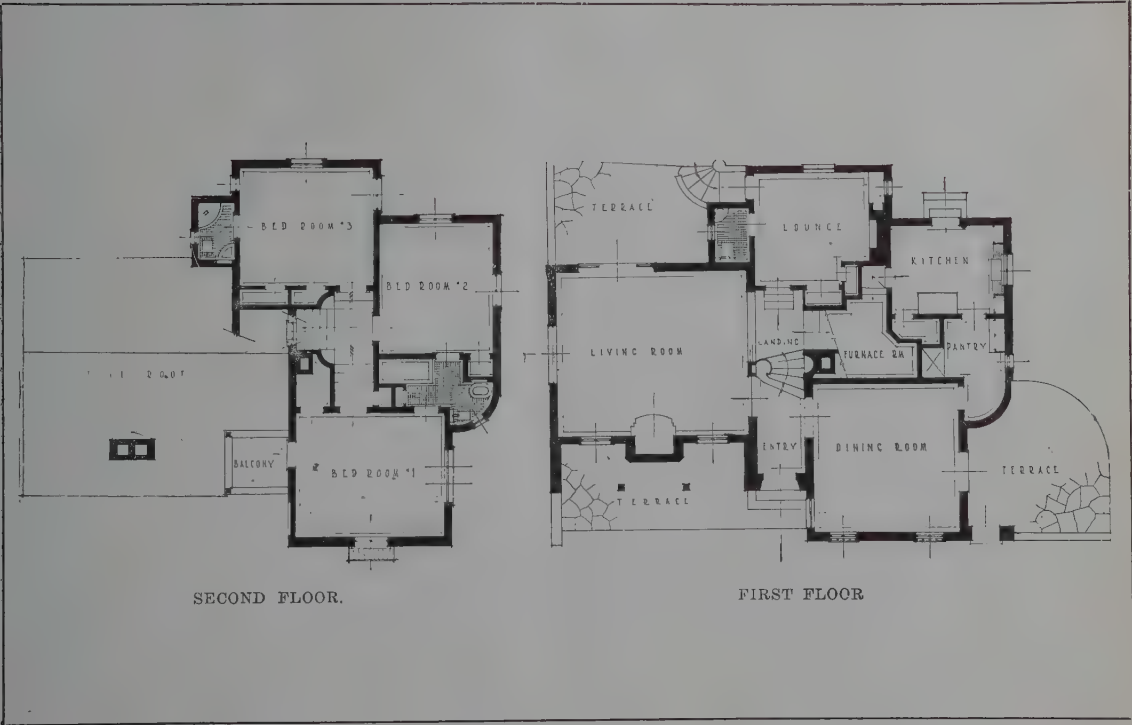 BED ROOM #3
BED ROOM #2
ROOF
BALCONY
BED ROOM #1
SECOND FLOOR.
TERRACE
LOUNGE
KITCHEN
LIVING ROOM
LANDING
FURNACE RM
PANTRY
ENTRY
DINING ROOM
TERRACE
TERRACE
FIRST FLOOR